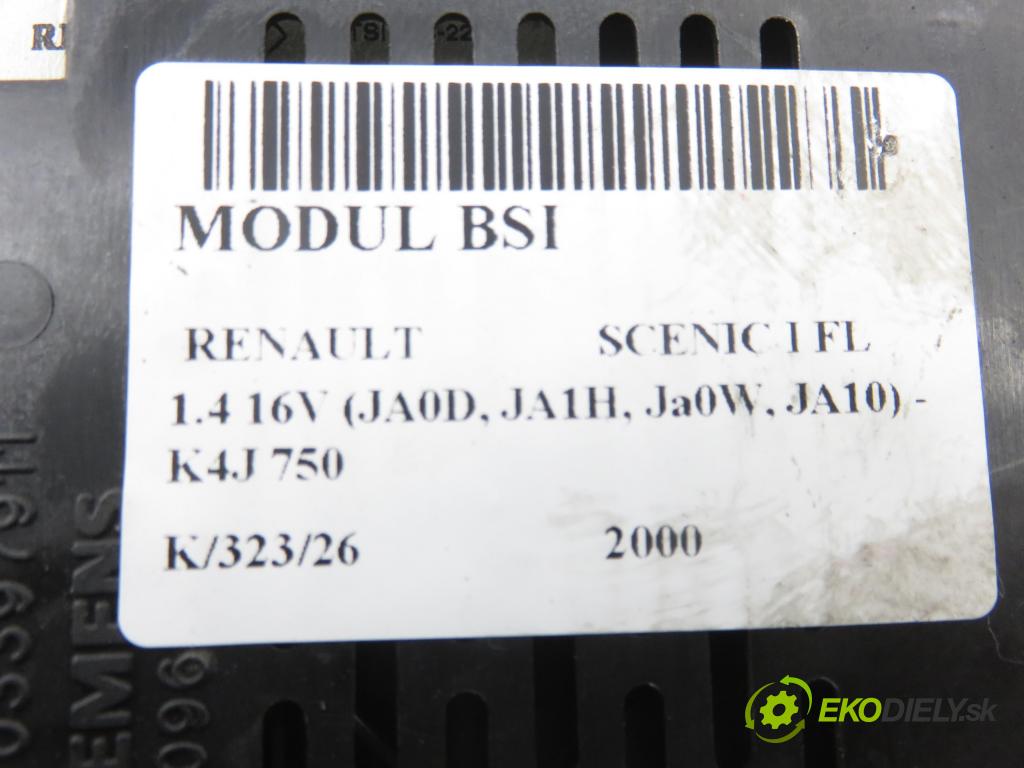 MODUL BSI
RENAULT SCENIC I FL
1.4 16V (JA0D, JA1H, Ja0W, JA10) -
K4J 750
K/323/26 2000
EKODIELY.sk